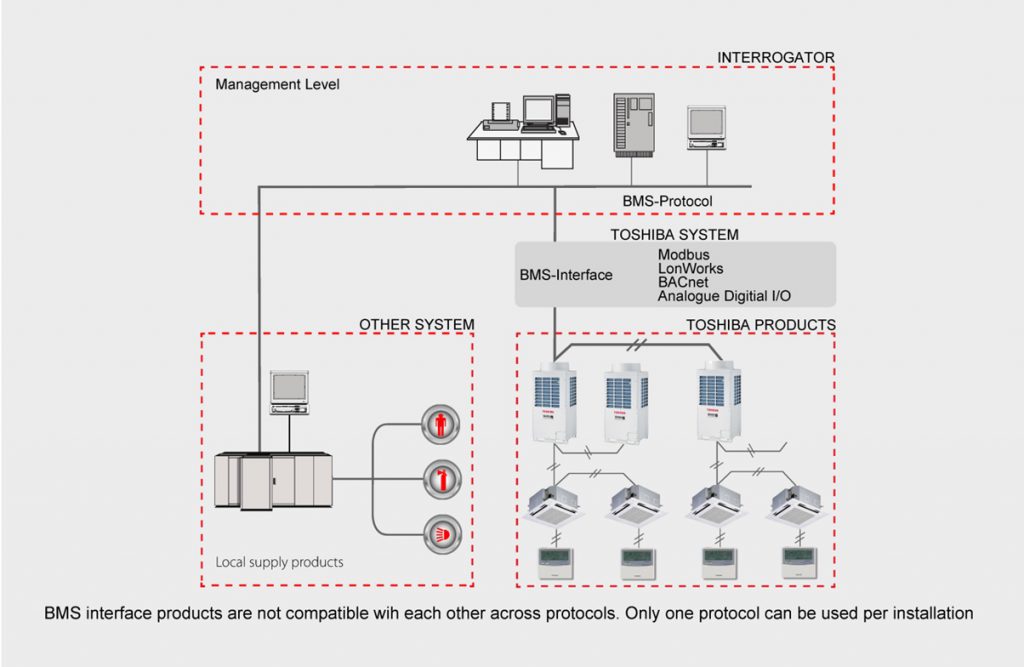 INTERROGATOR
Management Level
BMS-Protocol
TOSHIBA SYSTEM
BMS-Interface
Modbus
LonWorks
BACnet
Analogue Digitial I/O
OTHER SYSTEM
TOSHIBA PRODUCTS
Local supply products
BMS interface products are not compatible wih each other across protocols. Only one protocol can be used per installation